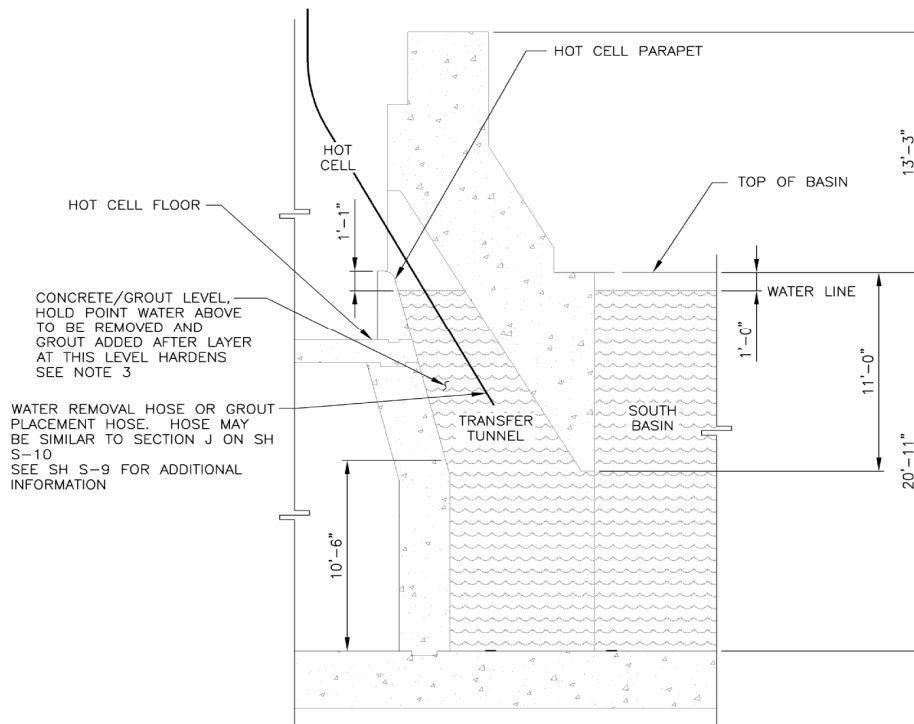 HOT CELL PARAPET
13'-3"
HOT
CELL
TOP OF BASIN
HOT CELL FLOOR
1'-1"
WATER LINE
CONCRETE/GROUT LEVEL,
HOLD POINT WATER ABOVE
TO BE REMOVED AND
GROUT ADDED AFTER LAYER
AT THIS LEVEL HARDENS
SEE NOTE 3
1'-0"
11'-0"
WATER REMOVAL HOSE OR GROUT
PLACEMENT HOSE. HOSE MAY
BE SIMILAR TO SECTION J ON SH
S-10
SEE SH S-9 FOR ADDITIONAL
INFORMATION
TRANSFER
TUNNEL
SOUTH
BASIN
20'-11"
10'-6"